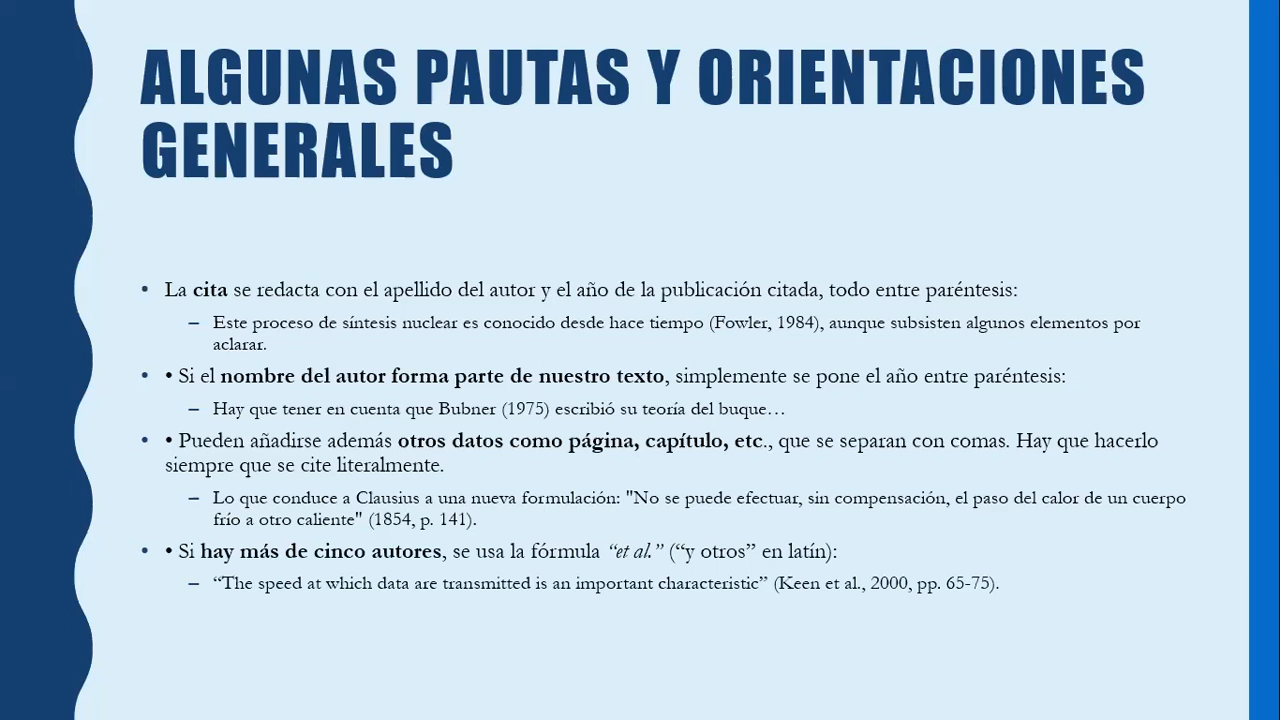 ALGUNAS PAUTAS Y ORIENTACIONES
GENERALES
• La cita se redacta con el apellido del autor y el año de la publicación citada, todo entre paréntesis:
– Este proceso de síntesis nuclear es conocido desde hace tiempo (Fowler, 1984), aunque subsisten algunos elementos por
aclarar.
• • Si el nombre del autor forma parte de nuestro texto, simplemente se pone el año entre paréntesis:
– Hay que tener en cuenta que Bubner (1975) escribió su teoría del buque…
• • Pueden añadirse además otros datos como página, capítulo, etc., que se separan con comas. Hay que hacerlo
siempre que se cite literalmente.
– Lo que conduce a Clausius a una nueva formulación: "No se puede efectuar, sin compensación, el paso del calor de un cuerpo
frío a otro caliente" (1854, p. 141).
• • Si hay más de cinco autores, se usa la fórmula “et al.” (“y otros” en latín):
– “The speed at which data are transmitted is an important characteristic” (Keen et al., 2000, pp. 65-75).